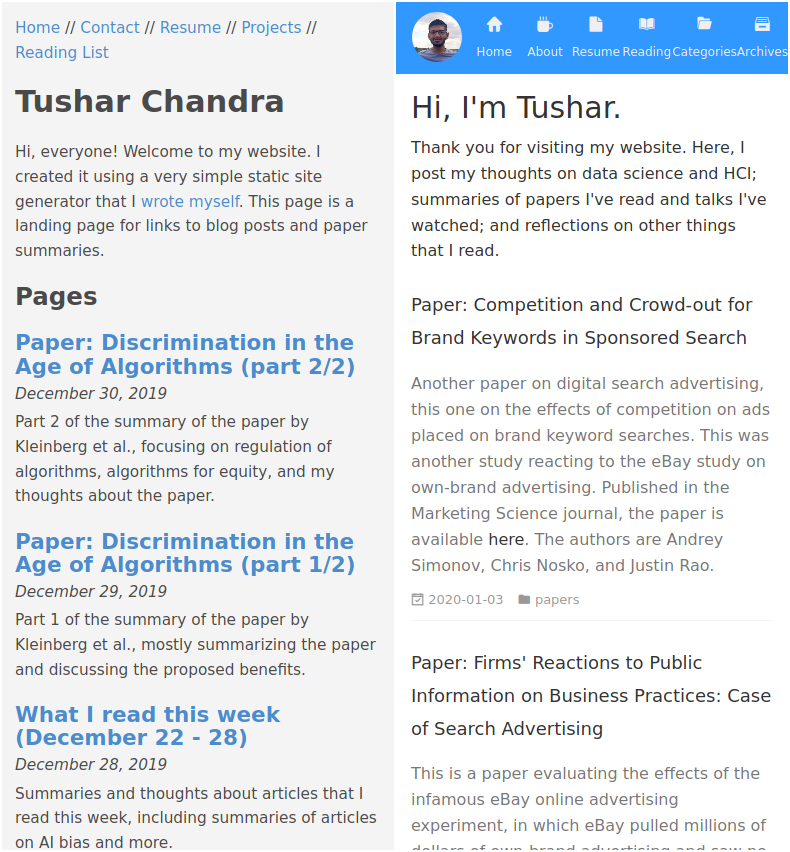 Home // Contact // Resume // Projects //
Reading List
Tushar Chandra
Hi, everyone! Welcome to my website. I
created it using a very simple static site
generator that I wrote myself. This page is a
landing page for links to blog posts and paper
summaries.
Pages
Paper: Discrimination in the
Age of Algorithms (part 2/2)
December 30, 2019
Part 2 of the summary of the paper by
Kleinberg et al., focusing on regulation of
algorithms, algorithms for equity, and my
thoughts about the paper.
Paper: Discrimination in the
Age of Algorithms (part 1/2)
December 29, 2019
Part 1 of the summary of the paper by
Kleinberg et al., mostly summarizing the paper
and discussing the proposed benefits.
What I read this week
(December 22 - 28)
December 28, 2019
Summaries and thoughts about articles that I
read this week, including summaries of articles
on AI bias and more.
Home About Resume Reading Categories Archives
Hi, I'm Tushar.
Thank you for visiting my website. Here, I
post my thoughts on data science and HCI;
summaries of papers I've read and talks I've
watched; and reflections on other things
that I read.
Paper: Competition and Crowd-out for
Brand Keywords in Sponsored Search
Another paper on digital search advertising,
this one on the effects of competition on ads
placed on brand keyword searches. This was
another study reacting to the eBay study on
own-brand advertising. Published in the
Marketing Science journal, the paper is
available here. The authors are Andrey
Simonov, Chris Nosko, and Justin Rao.
2020-01-03 papers
Paper: Firms' Reactions to Public
Information on Business Practices: Case
of Search Advertising
This is a paper evaluating the effects of the
infamous eBay online advertising
experiment, in which eBay pulled millions of
dollars of own-brand advertising and saw no